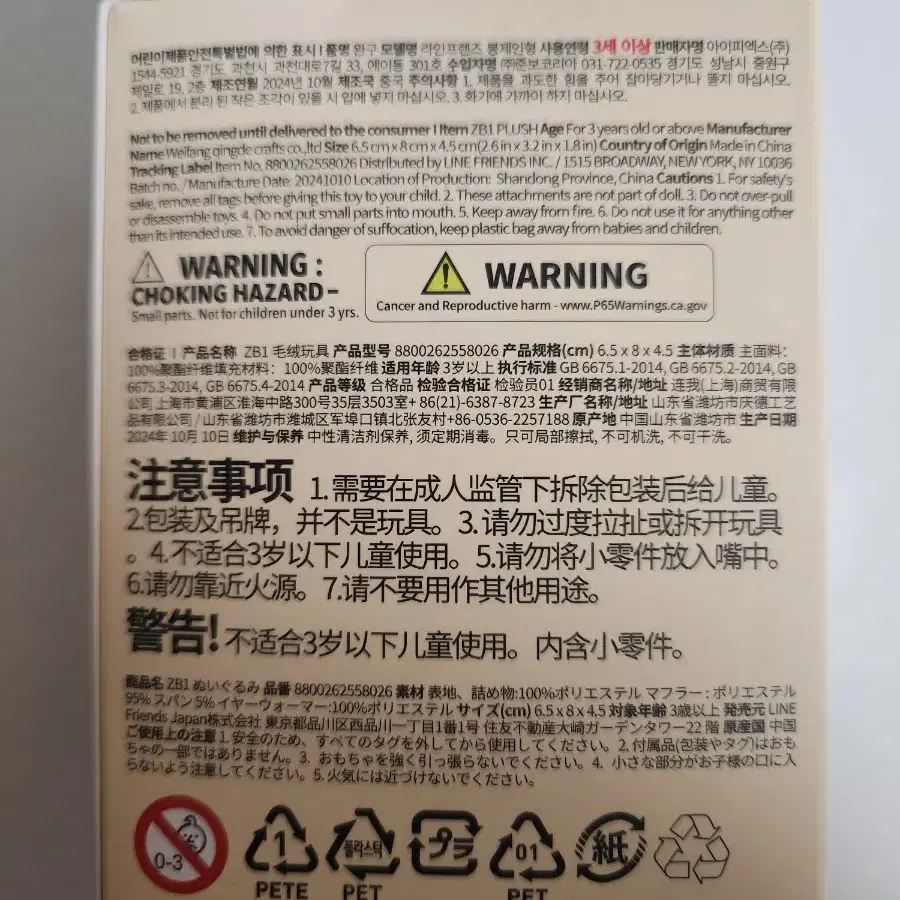 어린이제품안전특별법에 의한 표시 I 품명 완구 모델명 라인프렌즈 봉제인형 사용연령 3세 이상 판매자명 아이피엑스(주)
1544-5921 경기도 과천시 과천대로7길 33, 에이동 301호 수입자명 ㈜준보코리아 031-722-0535 경기도 성남시 중원구
제일로 19, 2층 제조연월 2024년 10월 제조국 중국 주의사항 1. 제품을 과도한 힘을 주어 잡아당기거나 뜯지 마십시오.
2. 제품에서 분리 된 작은 조각이 있을 시 입에 넣지 마십시오. 3. 화기에 가까이 하지 마십시오.
Not to be removed until delivered to the consumer I Item ZB1 PLUSH Age For 3 years old or above Manufacturer
Name Weifang qingde crafts co.,ltd Size 6.5 cm x 8 cm x 4.5 cm(2.6 in x 3.2 in x 1.8 in) Country of Origin Made in China
Tracking Label Item No. 8800262558026 Distributed by LINE FRIENDS INC. / 1515 BROADWAY, NEW YORK, NY 10036
Batch no. / Manufacture Date: 20241010 Location of Production: Shandong Province, China Cautions 1. For safety's
sake, remove all tags before giving this toy to your child. 2. These attachments are not part of doll. 3. Do not over-pull
or disassemble toys. 4. Do not put small parts into mouth. 5. Keep away from fire. 6. Do not use it for anything other
than its intended use. 7. To avoid danger of suffocation, keep plastic bag away from babies and children.
WARNING :
CHOKING HAZARD–
Small parts. Not for children under 3 yrs.
WARNING
Cancer and Reproductive harm - www.P65Warnings.ca.gov
合格证 I 产品名称 ZB1 毛绒玩具 产品型号 8800262558026 产品规格(cm) 6.5 x 8 x 4.5 主体材质 主面料:
100%聚酯纤维填充材料: 100%聚酯纤维 适用年龄 3岁以上 执行标准 GB 6675.1-2014, GB 6675.2-2014, GB
6675.3-2014, GB 6675.4-2014 产品等级 合格品 检验合格证 检验员01 经销商名称/地址 连我(上海)商贸有限
公司 上海市黄浦区淮海中路300号35层3503室+ 86(21)-6387-8723 生产厂名称/地址 山东省潍坊市庆德工艺
品有限公司 / 山东省潍坊市潍城区军埠口镇北张友村+86-0536-2257188 原产地 中国山东省潍坊市 生产日期
2024年 10月 10日 维护与保养 中性清洁剂保养, 须定期消毒。只可局部擦拭, 不可机洗, 不可干洗。
注意事项 1.需要在成人监管下拆除包装后给儿童。
2.包装及吊牌，并不是玩具。3.请勿过度拉扯或拆开玩具
。4.不适合3岁以下儿童使用。5.请勿将小零件放入嘴中。
6.请勿靠近火源。7.请不要用作其他用途。
警告! 不适合3岁以下儿童使用。内含小零件。
商品名 ZB1 ぬいぐるみ 品番 8800262558026 素材 表地、詰め物:100%ポリエステル マフラー : ポリエステル
95% スパン 5% イヤーウォーマー:100%ポリエステル サイズ(cm) 6.5 x 8 x 4.5 対象年齢 3歳以上 発売元 LINE
Friends Japan株式会社 東京都品川区西品川一丁目1番1号 住友不動産大崎ガーデンタワー22 階 原産国 中国
ご使用上の注意 1.安全のため、すべてのタグを外してから使用してください。2. 付属品(包装やタグ)はおも
ちゃの一部ではありません。3. おもちゃを強く引っ張らないでください。4. 小さな部分がお子様の口に入
らないよう注意してください。5. 火気には近づけないでください。
0-3
1
플라스틱
プラ
01
紙
PETE
PET
PET